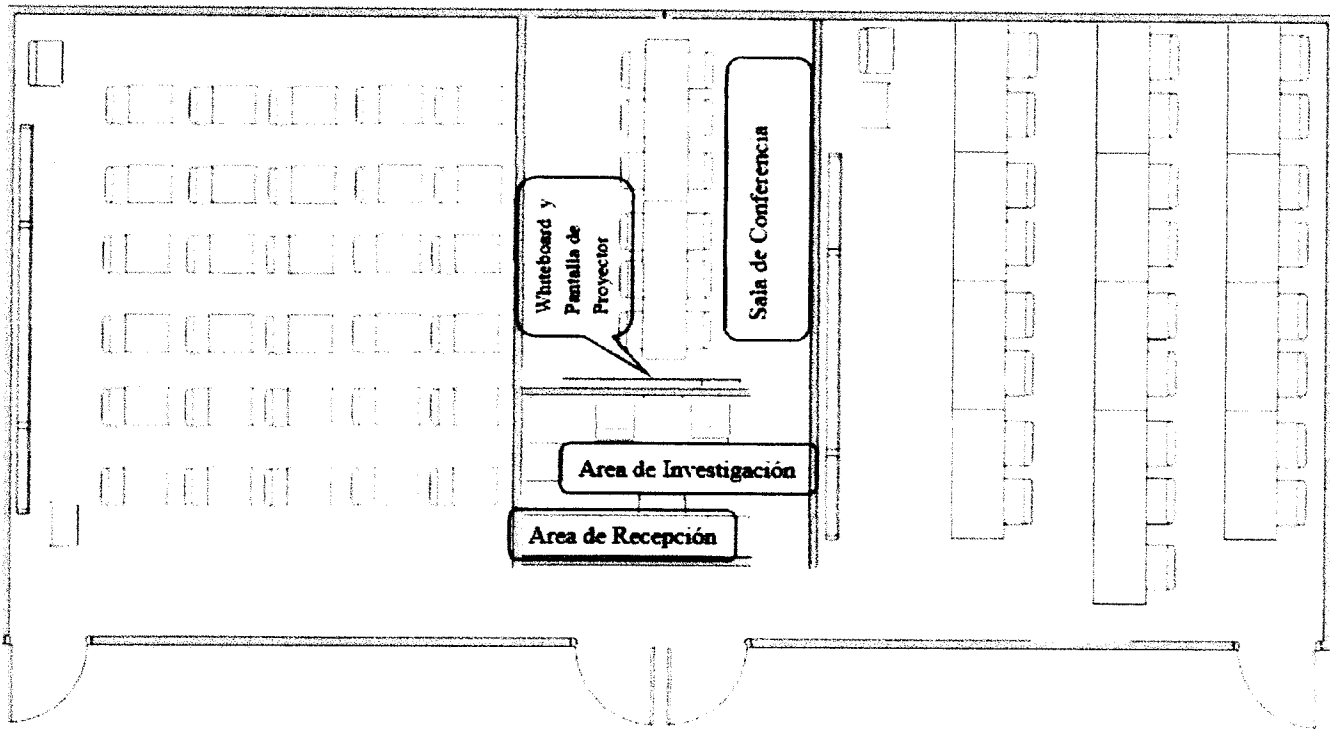 Whiteboard y
Pantalla de
Proyector
Sala de Conferencia
Area de Investigación
Area de Recepción